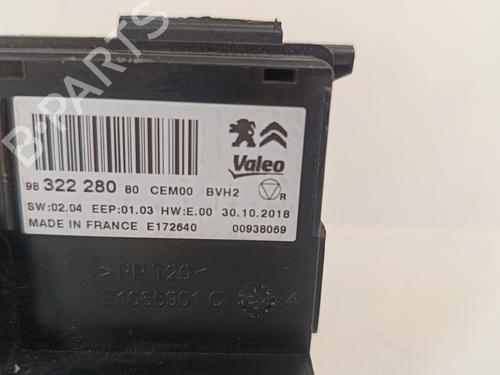 Valeo
98 322 280 80 CEM00 BVH2 R
SW:02.04 EEP:01.03 HW:E.00 30.10.2018
MADE IN FRANCE E172640 00938069
>PP T20<
E1065901 C 4
B-PARTS